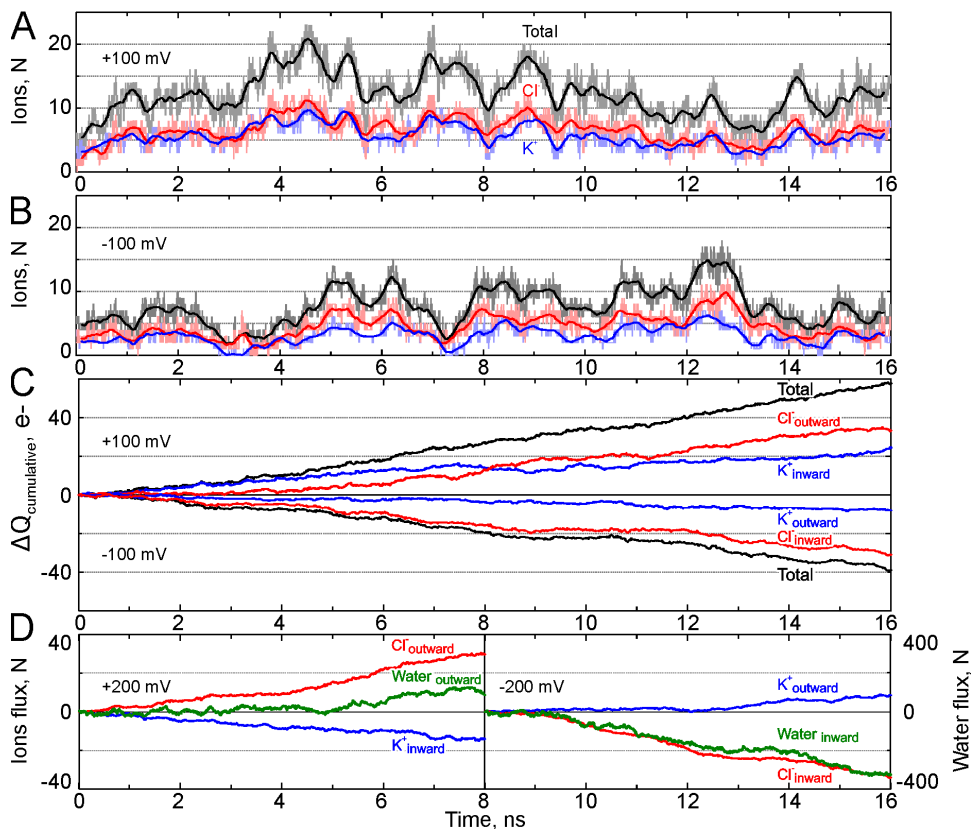 A
Ions, N
20
10
0
+100 mV
Total
Cl
K+
0 2 4 6 8 10 12 14 16
B
Ions, N
20
10
0
-100 mV
0 2 4 6 8 10 12 14 16
C
ΔQcumulative, e-
40
0
-40
+100 mV
-100 mV
Total
Cl-outward
K+inward
K+outward
Cl-inward
Total
0 2 4 6 8 10 12 14 16
D
Ions flux, N
40
0
-40
+200 mV
Cl-outward
Water outward
K+inward
-200 mV
K+outward
Water inward
Cl-inward
400
0
-400
Water flux, N
0 2 4 6 8 10 12 14 16
Time, ns